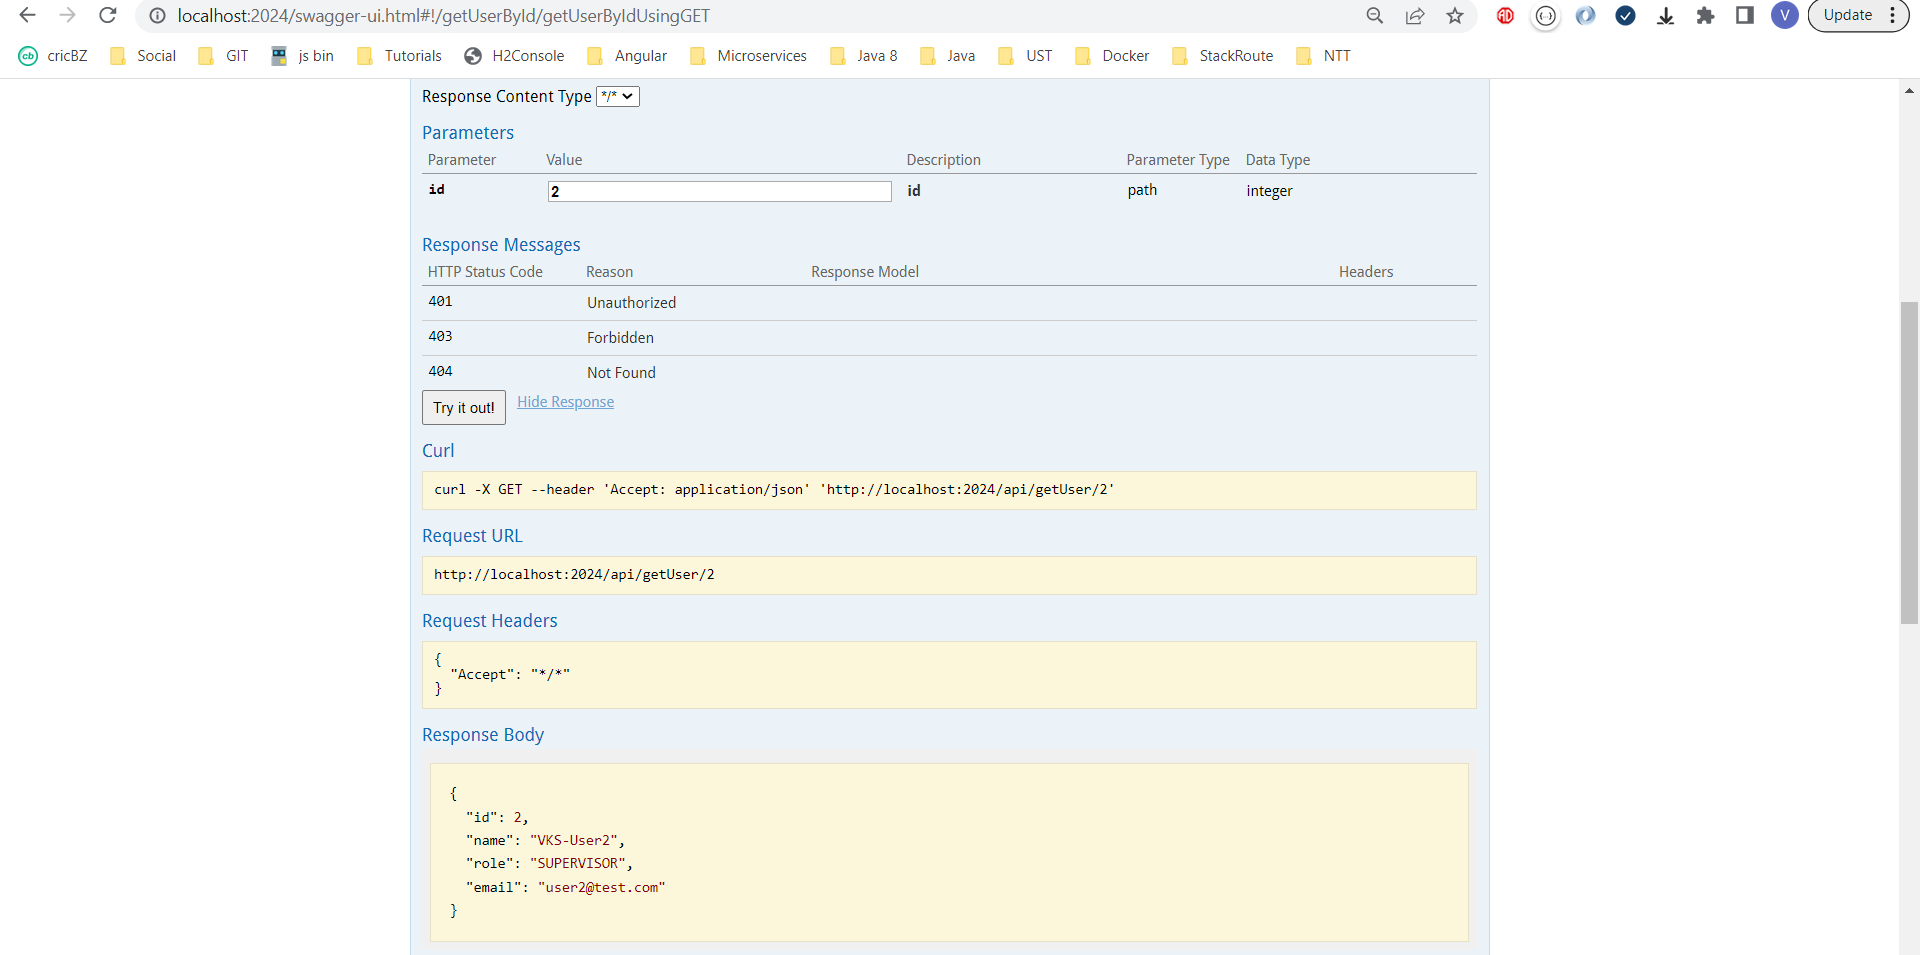 localhost:2024/swagger-ui.html#!/getUserById/getUserByIdUsingGET AD V Update
cb cricBZ Social GIT js bin Tutorials H2Console Angular Microservices Java 8 Java UST Docker StackRoute NTT
Response Content Type */*
Parameters
Parameter Value Description Parameter Type Data Type
id 2 id path integer
Response Messages
HTTP Status Code Reason Response Model Headers
401 Unauthorized
403 Forbidden
404 Not Found
Try it out! Hide Response
Curl
curl -X GET --header 'Accept: application/json' 'http://localhost:2024/api/getUser/2'
Request URL
http://localhost:2024/api/getUser/2
Request Headers
{
"Accept": "*/*"
}
Response Body
{
"id": 2,
"name": "VKS-User2",
"role": "SUPERVISOR",
"email": "user2@test.com"
}